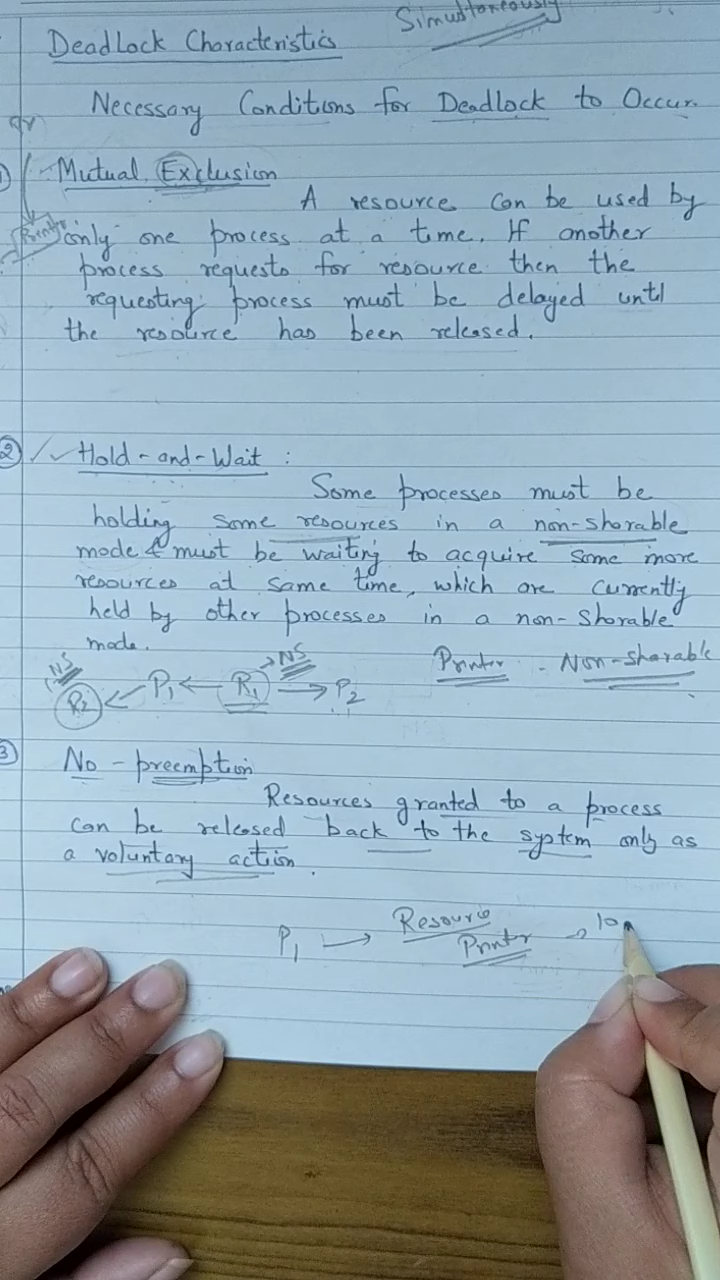 Simultaneously
Deadlock Characteristics
Necessary Conditions for Deadlock to Occur.
Mutual Exclusion
A resource can be used by
only one process at a time. If another
process requests for resource then the
requesting process must be delayed until
the resource has been released.
2 Hold-and-Wait :
Some processes must be
holding some resources in a non-sharable
mode & must be waiting to acquire some more
resources at same time, which are currently
held by other processes in a non-Sharable
mode.
Printer - Non-Sharable
NS NS
R2 P1 R1 P2
3 No-preemption
Resources granted to a process
can be released back to the system only as
a voluntary action.
P1 → Resource
Printer → 10